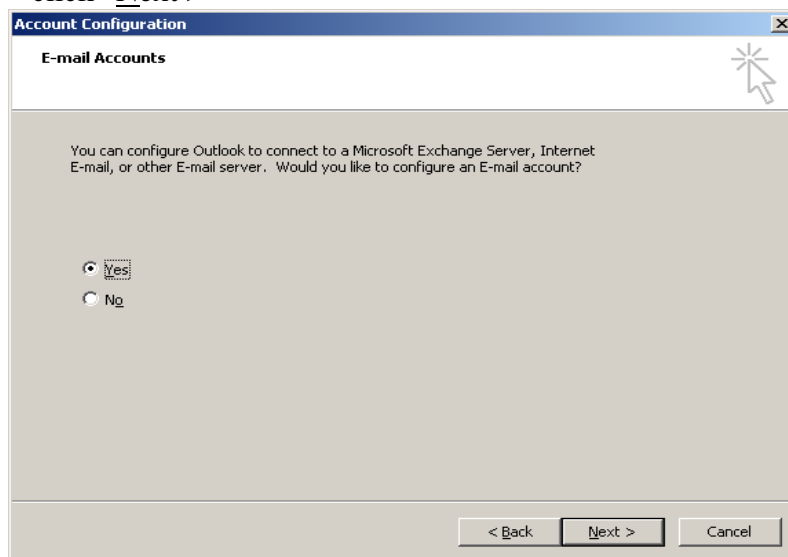 Account Configuration
E-mail Accounts
You can configure Outlook to connect to a Microsoft Exchange Server, Internet
E-mail, or other E-mail server. Would you like to configure an E-mail account?
Yes
No
< Back Next > Cancel